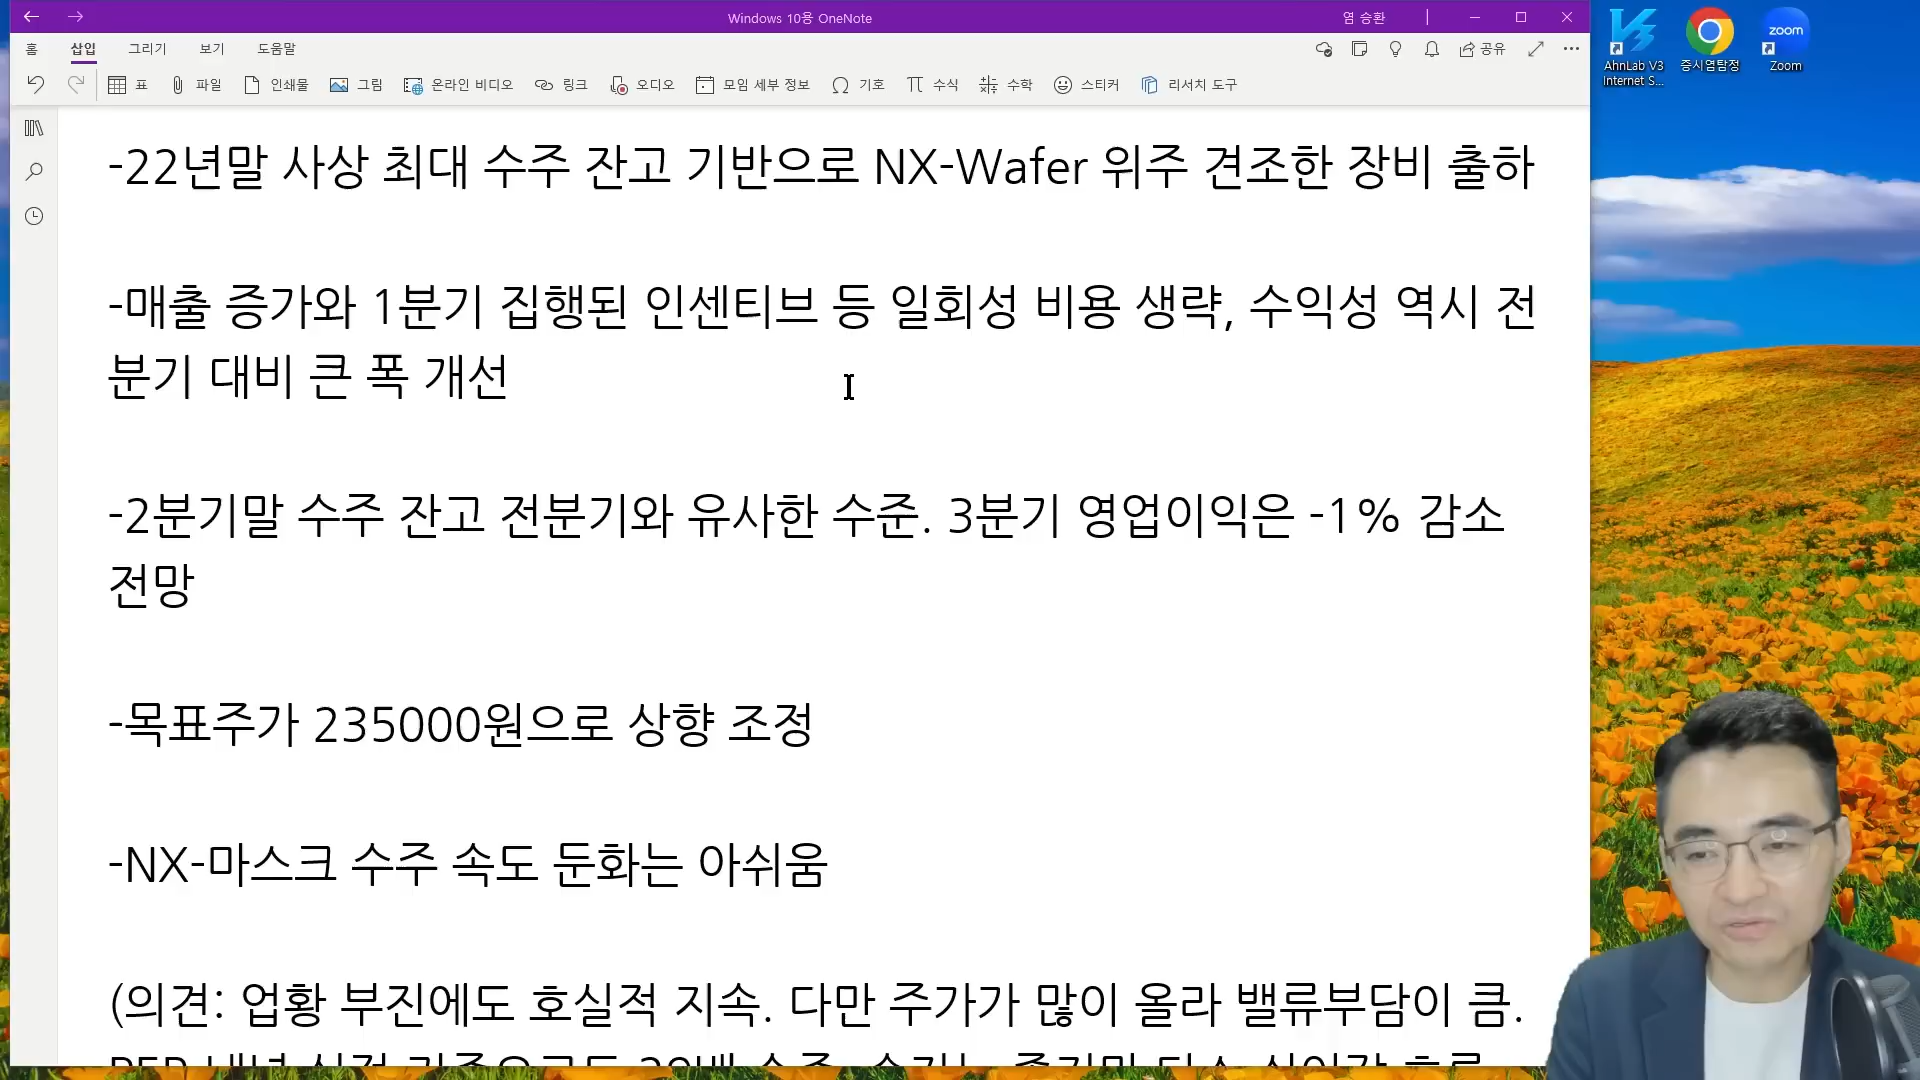 Windows 10용 OneNote
염 승환
홈 삽입 그리기 보기 도움말
공유
표 파일 인쇄물 그림 온라인 비디오 링크 오디오 모임 세부 정보 기호 수식 수학 스티커 리서치 도구
AhnLab V3
Internet S...
증시염탐정
zoom
Zoom
-22년말 사상 최대 수주 잔고 기반으로 NX-Wafer 위주 견조한 장비 출하
-매출 증가와 1분기 집행된 인센티브 등 일회성 비용 생략, 수익성 역시 전
분기 대비 큰 폭 개선
-2분기말 수주 잔고 전분기와 유사한 수준. 3분기 영업이익은 -1% 감소
전망
-목표주가 235000원으로 상향 조정
-NX-마스크 수주 속도 둔화는 아쉬움
(의견: 업황 부진에도 호실적 지속. 다만 주가가 많이 올라 밸류부담이 큼.